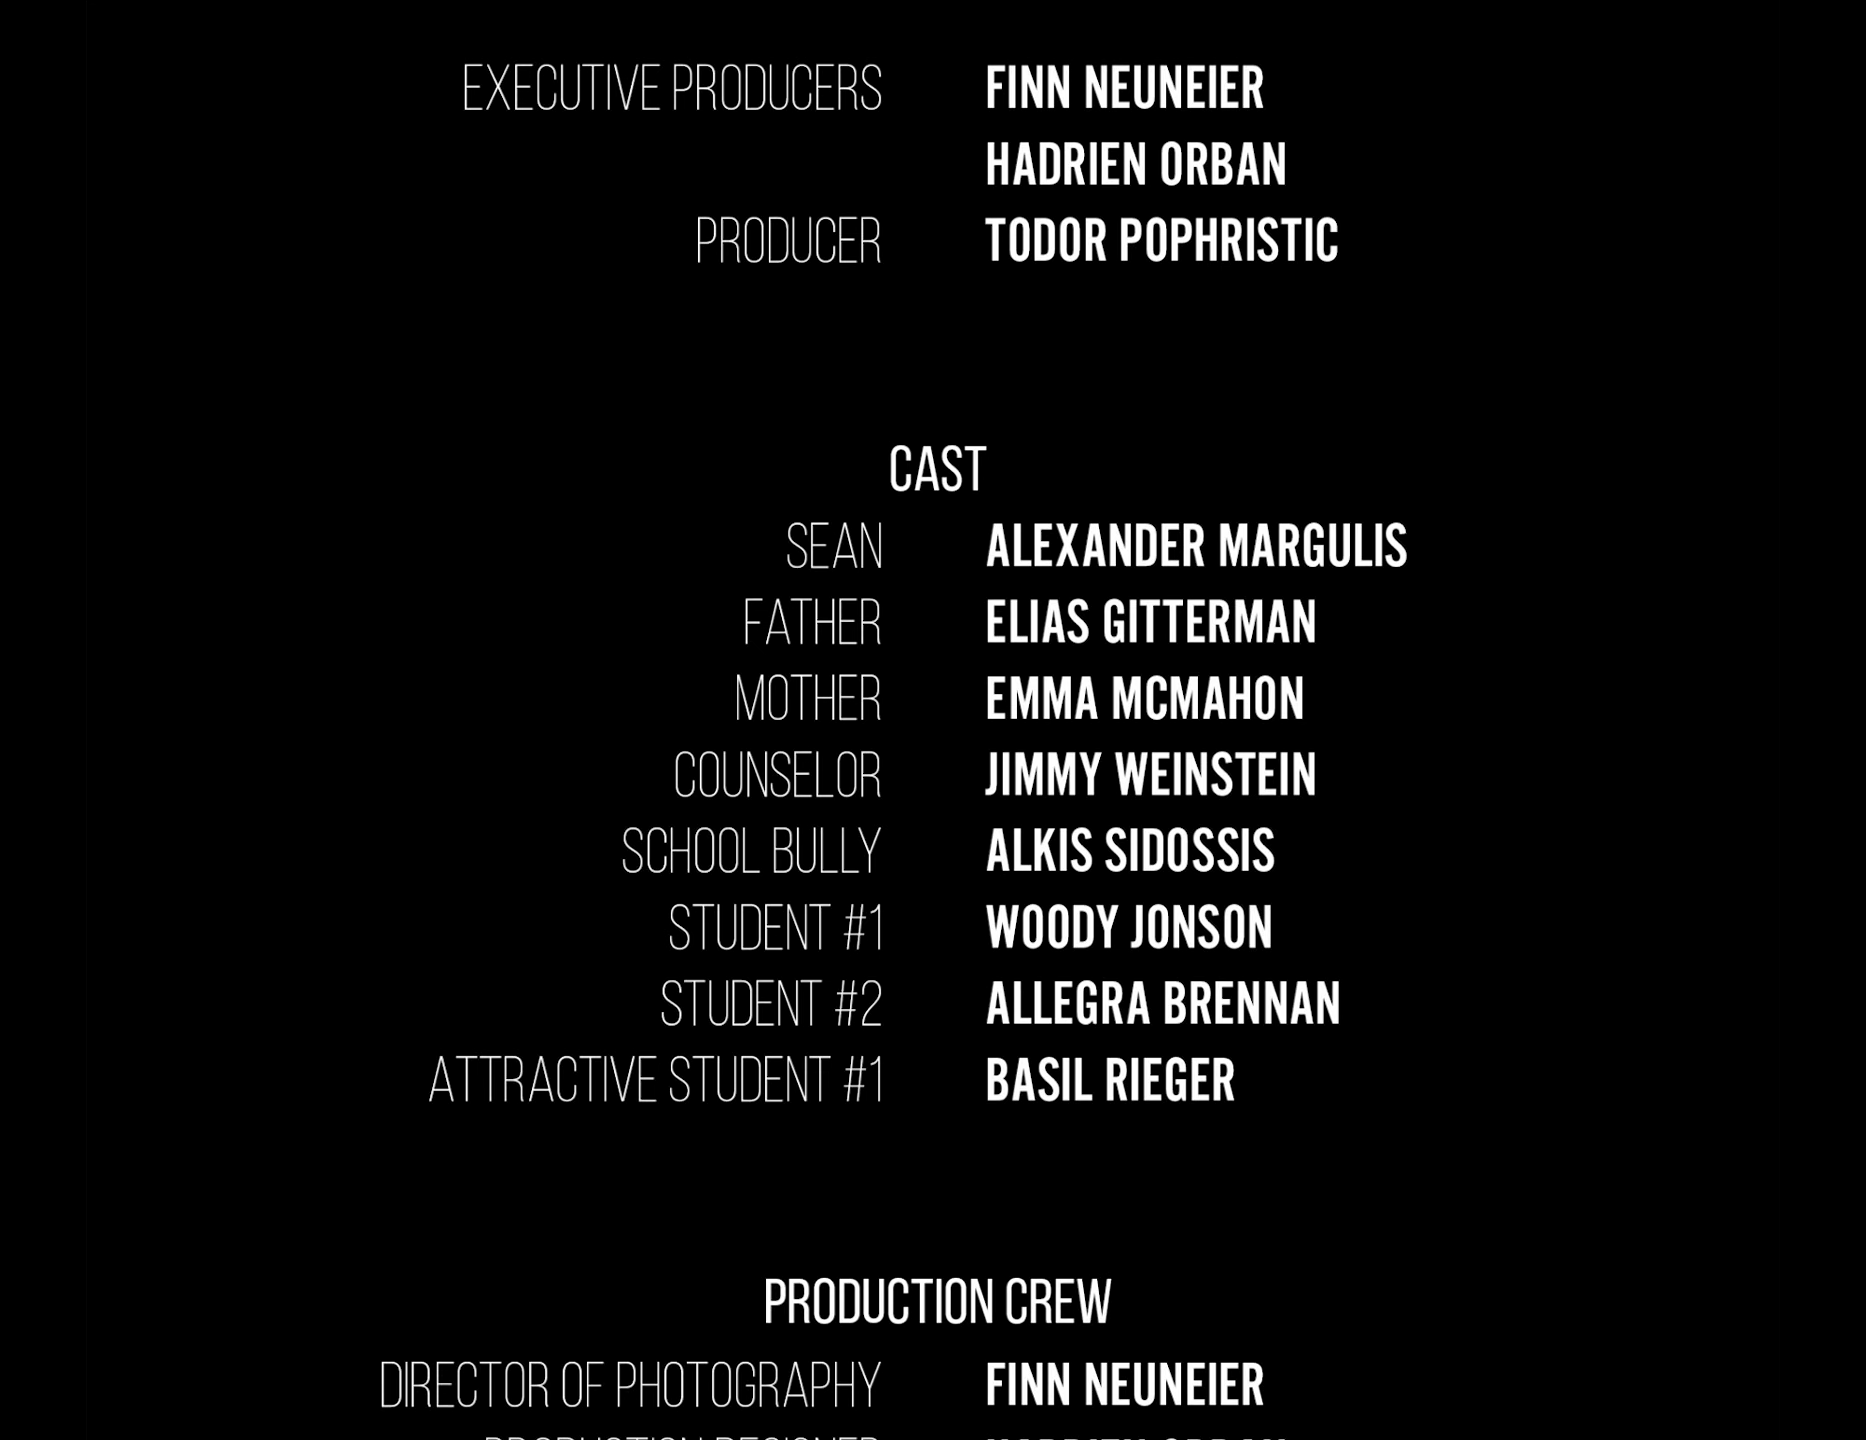 EXECUTIVE PRODUCERS FINN NEUNEIER
HADRIEN ORBAN
PRODUCER TODOR POPHRISTIC
CAST
SEAN ALEXANDER MARGULIS
FATHER ELIAS GITTERMAN
MOTHER EMMA MCMAHON
COUNSELOR JIMMY WEINSTEIN
SCHOOL BULLY ALKIS SIDOSSIS
STUDENT #1 WOODY JONSON
STUDENT #2 ALLEGRA BRENNAN
ATTRACTIVE STUDENT #1 BASIL RIEGER
PRODUCTION CREW
DIRECTOR OF PHOTOGRAPHY FINN NEUNEIER